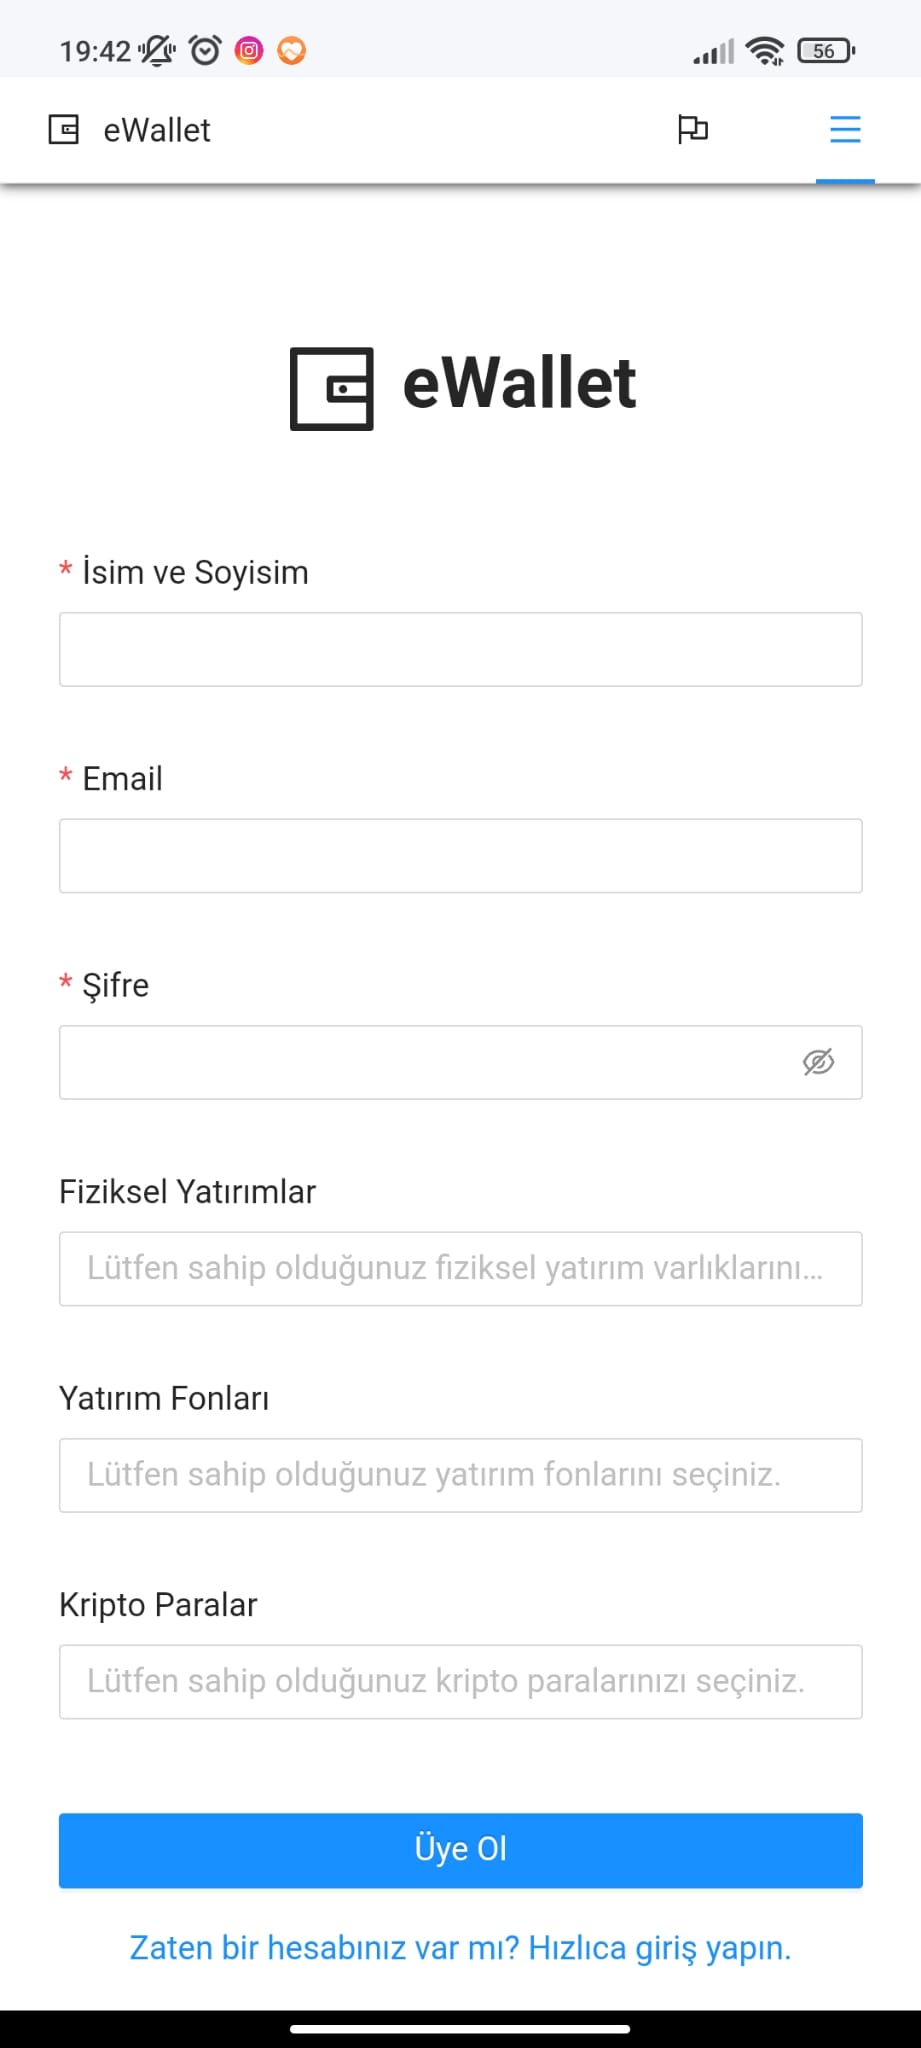 19:42
56
eWallet
eWallet
* İsim ve Soyisim
* Email
* Şifre
Fiziksel Yatırımlar
Lütfen sahip olduğunuz fiziksel yatırım varlıklarını...
Yatırım Fonları
Lütfen sahip olduğunuz yatırım fonlarını seçiniz.
Kripto Paralar
Lütfen sahip olduğunuz kripto paralarınızı seçiniz.
Üye Ol
Zaten bir hesabınız var mı? Hızlıca giriş yapın.